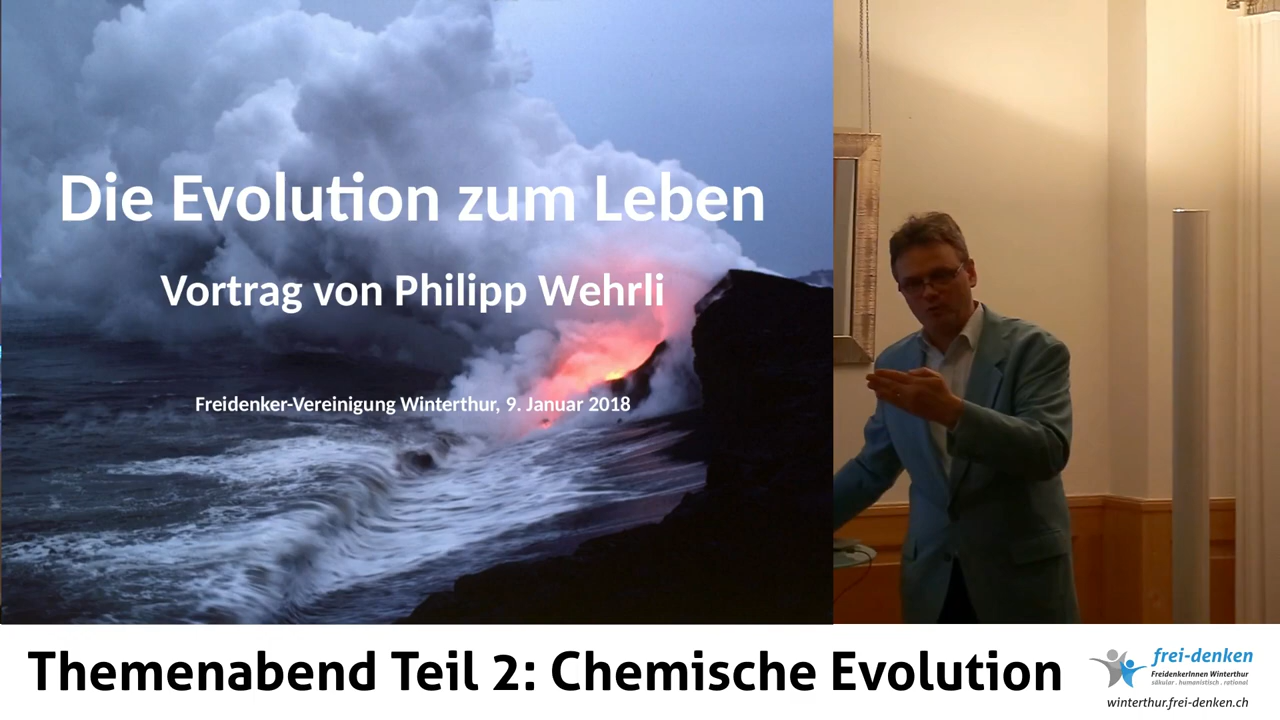 Die Evolution zum Leben
Vortrag von Philipp Wehrli
Freidenker-Vereinigung Winterthur, 9. Januar 2018
Themenabend Teil 2: Chemische Evolution
frei-denken
FreidenkerInnen Winterthur
säkular . humanistisch . rational
winterthur.frei-denken.ch